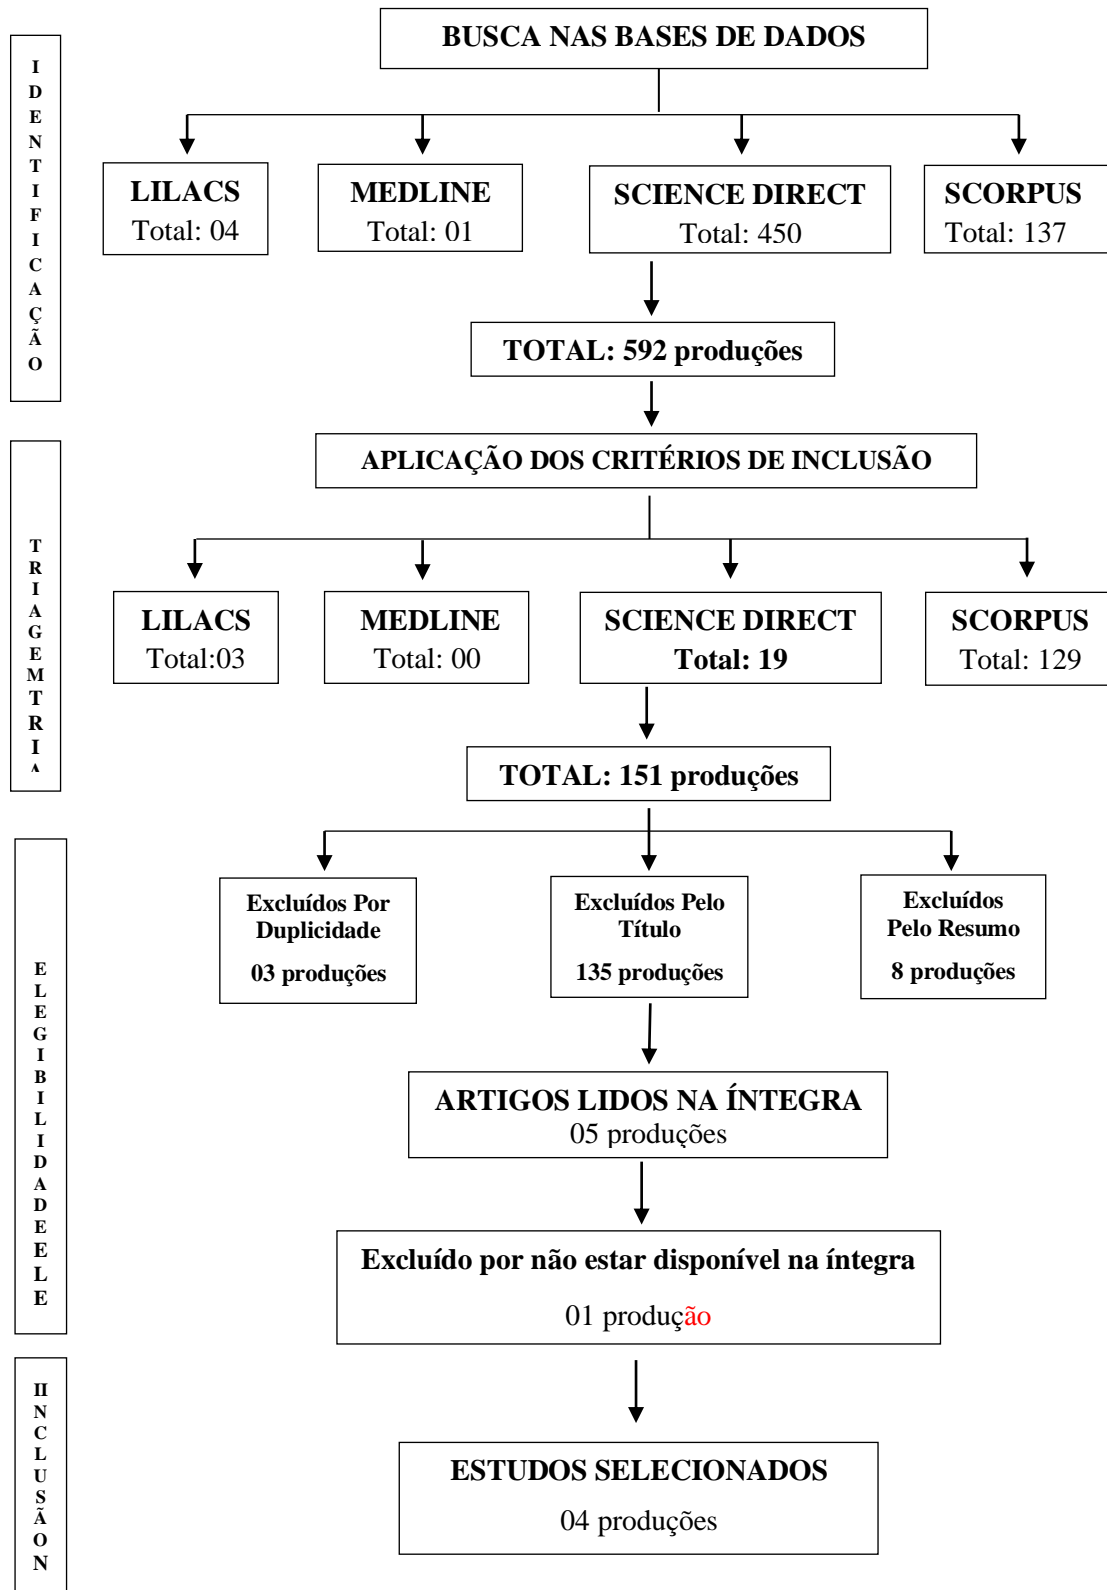 BUSCA NAS BASES DE DADOS
I
D
E
N
T
I
F
I
C
A
Ç
Ã
O
LILACS
Total: 04
MEDLINE
Total: 01
SCIENCE DIRECT
Total: 450
SCORPUS
Total: 137
TOTAL: 592 produções
APLICAÇÃO DOS CRITÉRIOS DE INCLUSÃO
T
R
I
A
G
E
M
T
R
I
A
LILACS
Total:03
MEDLINE
Total: 00
SCIENCE DIRECT
Total: 19
SCORPUS
Total: 129
TOTAL: 151 produções
E
L
E
G
I
B
I
L
I
D
A
D
E
E
L
E
Excluídos Por
Duplicidade
03 produções
Excluídos Pelo
Título
135 produções
Excluídos
Pelo Resumo
8 produções
ARTIGOS LIDOS NA ÍNTEGRA
05 produções
Excluído por não estar disponível na íntegra
01 produção
II
N
C
L
U
S
Ã
O
N
ESTUDOS SELECIONADOS
04 produções